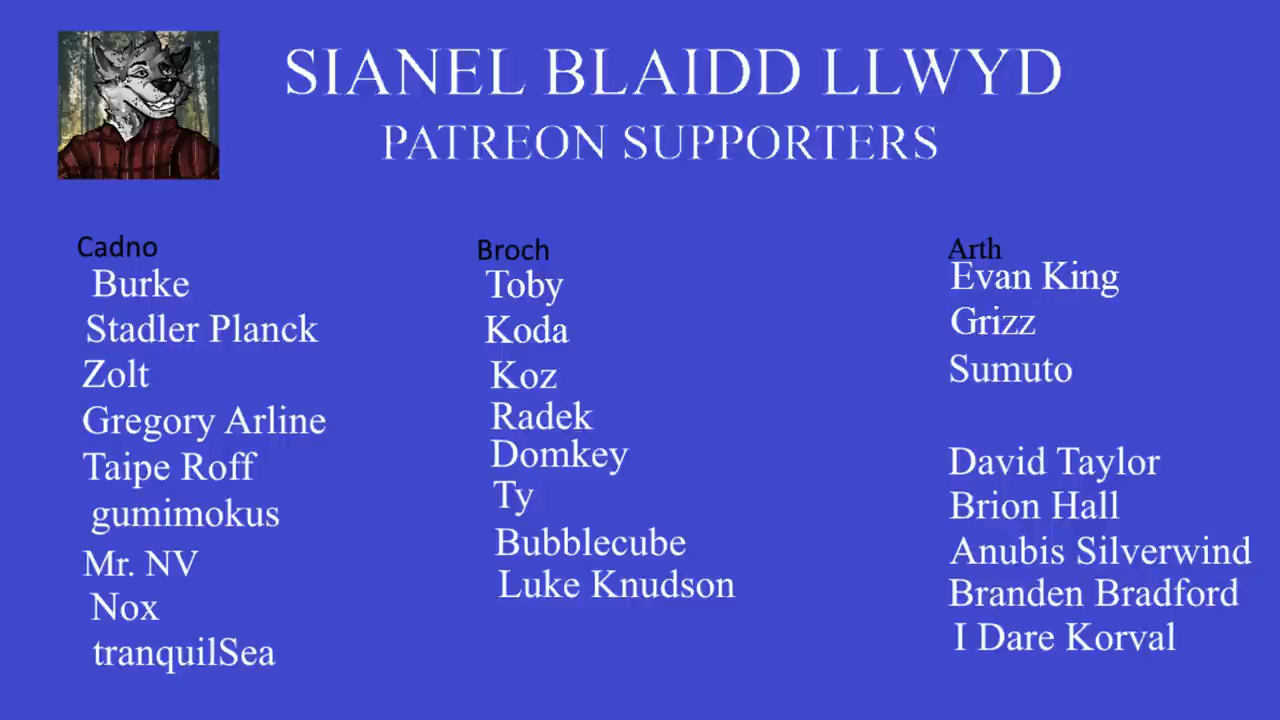 SIANEL BLAIDD LLWYD
PATREON SUPPORTERS
Cadno
Burke
Stadler Planck
Zolt
Gregory Arline
Taipe Roff
gumimokus
Mr. NV
Nox
tranquilSea
Broch
Toby
Koda
Koz
Radek
Domkey
Ty
Bubblecube
Luke Knudson
Arth
Evan King
Grizz
Sumuto
David Taylor
Brion Hall
Anubis Silverwind
Branden Bradford
I Dare Korval